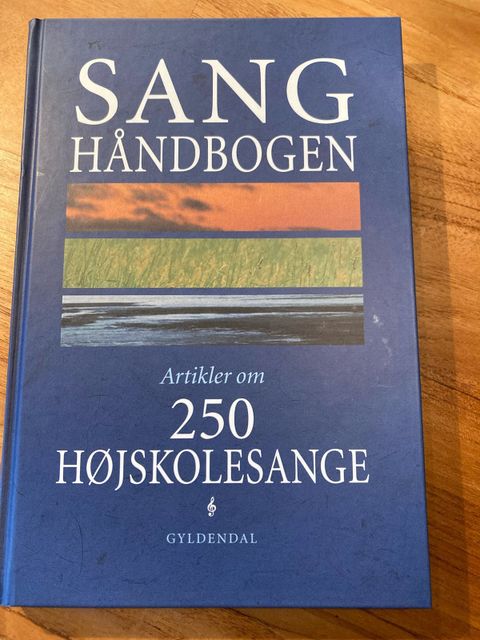 SANG
HÅNDBOGEN
Artikler om
250
HØJSKOLESANGE
GYLDENDAL